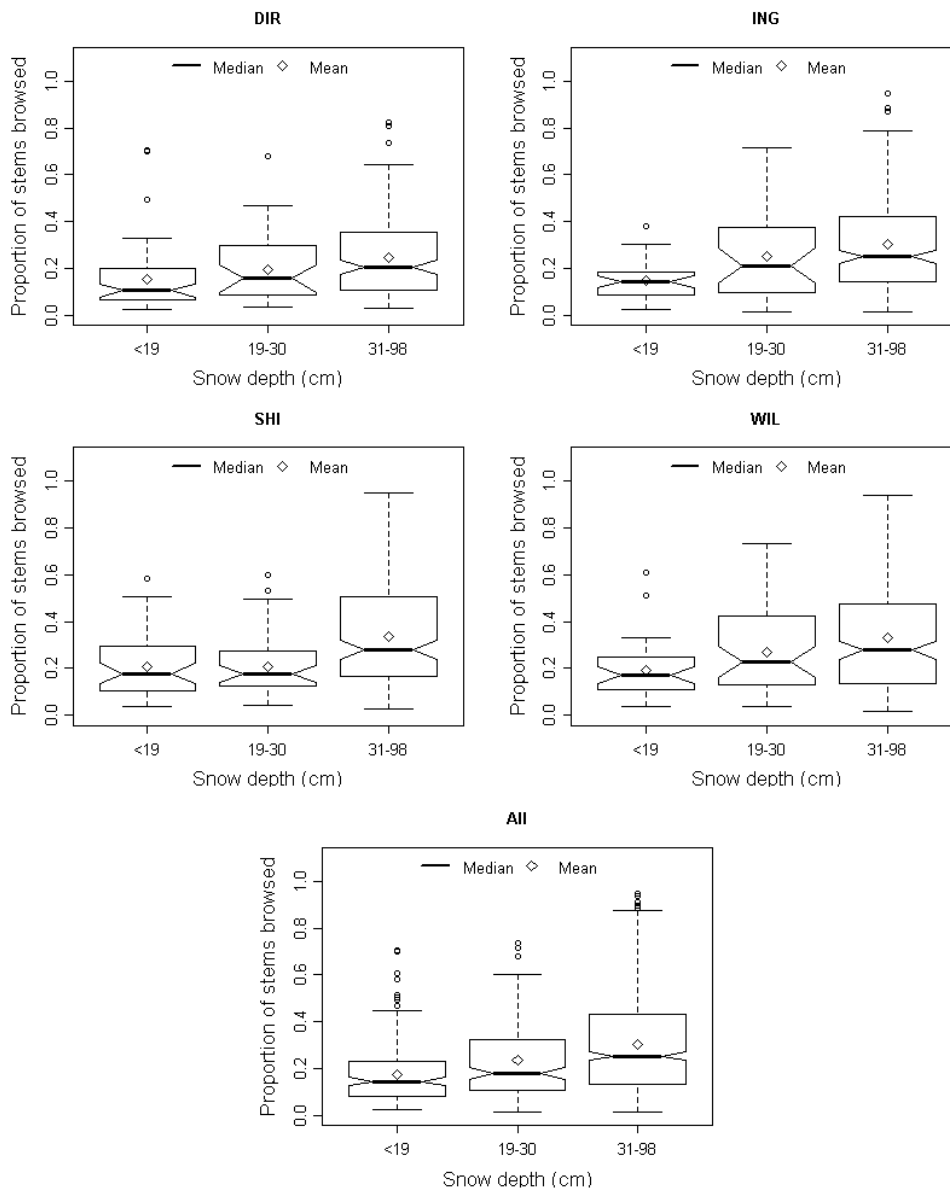 DIR
Median Mean
Proportion of stems browsed
1.0
0.8
0.6
0.4
0.2
0.0
<19 19-30 31-98
Snow depth (cm)
ING
Median Mean
Proportion of stems browsed
1.0
0.8
0.6
0.4
0.2
0.0
<19 19-30 31-98
Snow depth (cm)
SHI
Median Mean
Proportion of stems browsed
1.0
0.8
0.6
0.4
0.2
0.0
<19 19-30 31-98
Snow depth (cm)
WIL
Median Mean
Proportion of stems browsed
1.0
0.8
0.6
0.4
0.2
0.0
<19 19-30 31-98
Snow depth (cm)
All
Median Mean
Proportion of stems browsed
1.0
0.8
0.6
0.4
0.2
0.0
<19 19-30 31-98
Snow depth (cm)